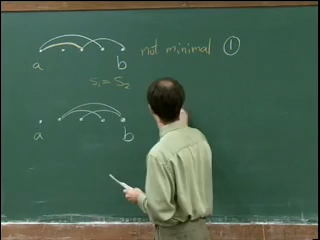 a b not minimal ①
S₁ = S₂
a b